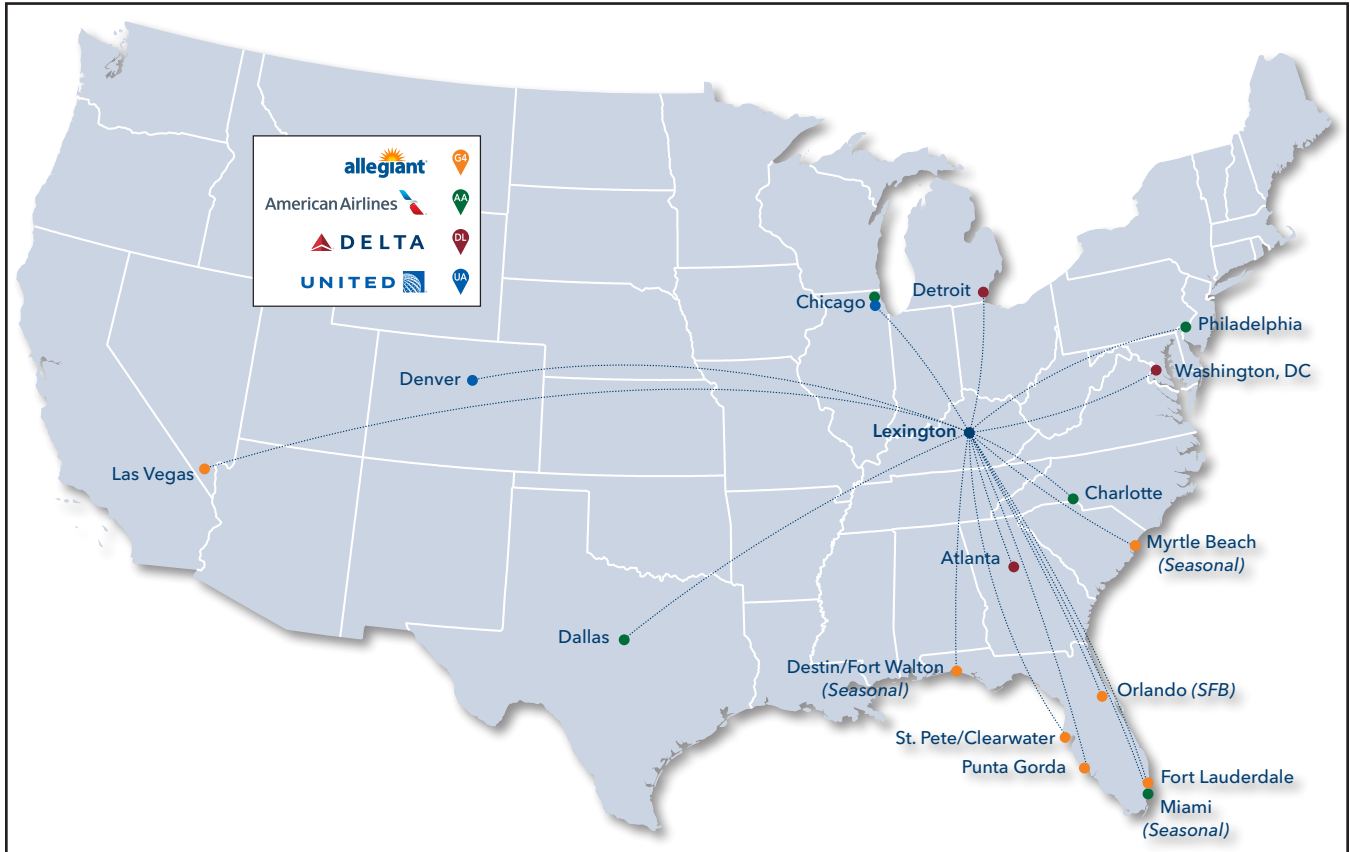 allegiant
G4
American Airlines
AA
DELTA
DL
UNITED
UA
Chicago
Detroit
Philadelphia
Washington, DC
Denver
Lexington
Las Vegas
Charlotte
Myrtle Beach
(Seasonal)
Atlanta
Dallas
Destin/Fort Walton
(Seasonal)
Orlando (SFB)
St. Pete/Clearwater
Punta Gorda
Fort Lauderdale
Miami
(Seasonal)